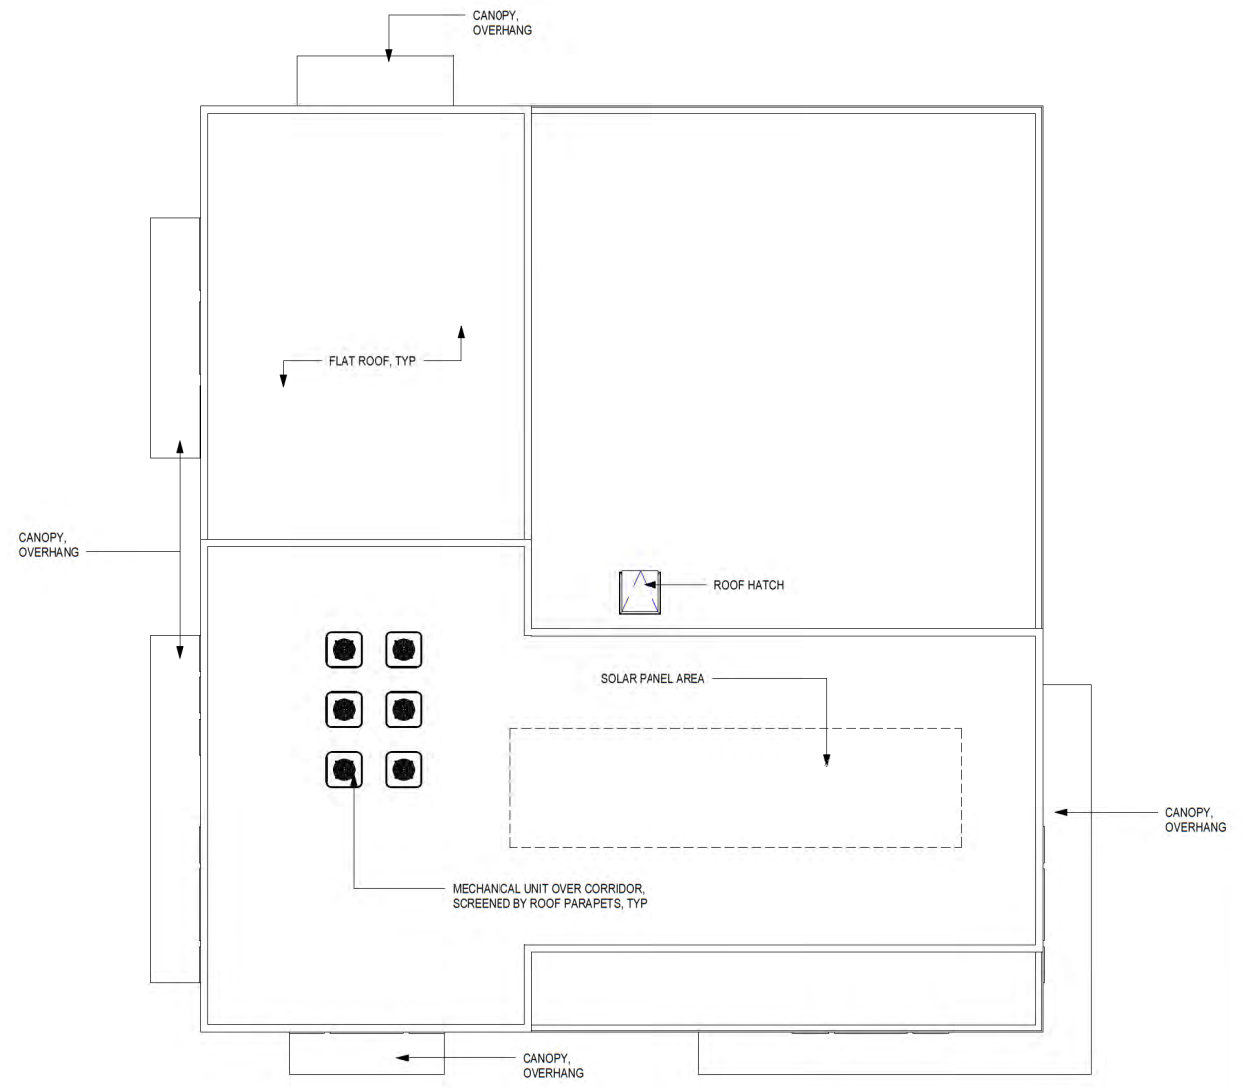 CANOPY,
OVERHANG
FLAT ROOF, TYP
CANOPY,
OVERHANG
ROOF HATCH
SOLAR PANEL AREA
CANOPY,
OVERHANG
MECHANICAL UNIT OVER CORRIDOR,
SCREENED BY ROOF PARAPETS, TYP
CANOPY,
OVERHANG